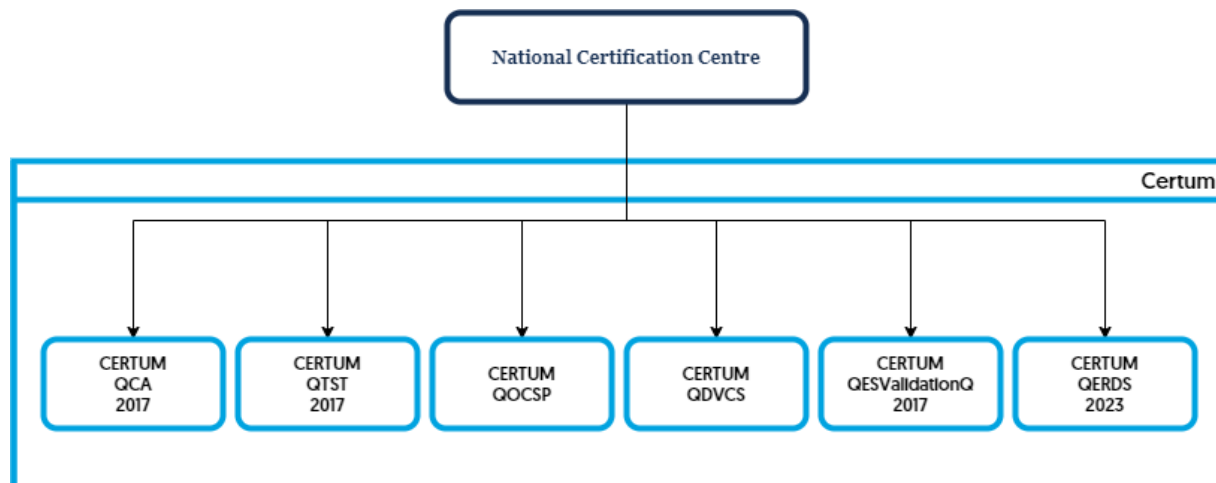 National Certification Centre
Certum
CERTUM
QCA
2017
CERTUM
QTST
2017
CERTUM
QOCSP
CERTUM
QDVCS
CERTUM
QESValidationQ
2017
CERTUM
QERDS
2023